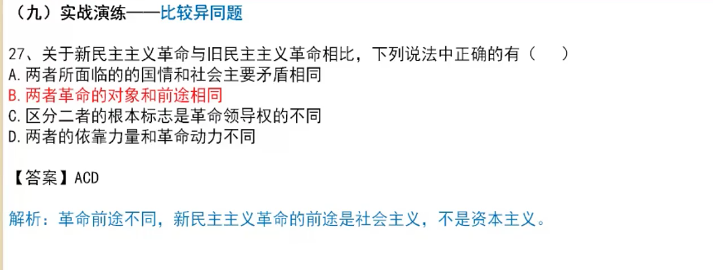 （九）实战演练——比较异同题
27、关于新民主主义革命与旧民主主义革命相比，下列说法中正确的有（　　）
A.两者所面临的的国情和社会主要矛盾相同
B.两者革命的对象和前途相同
C.区分二者的根本标志是革命领导权的不同
D.两者的依靠力量和革命动力不同
【答案】ACD
解析：革命前途不同，新民主主义革命的前途是社会主义，不是资本主义。